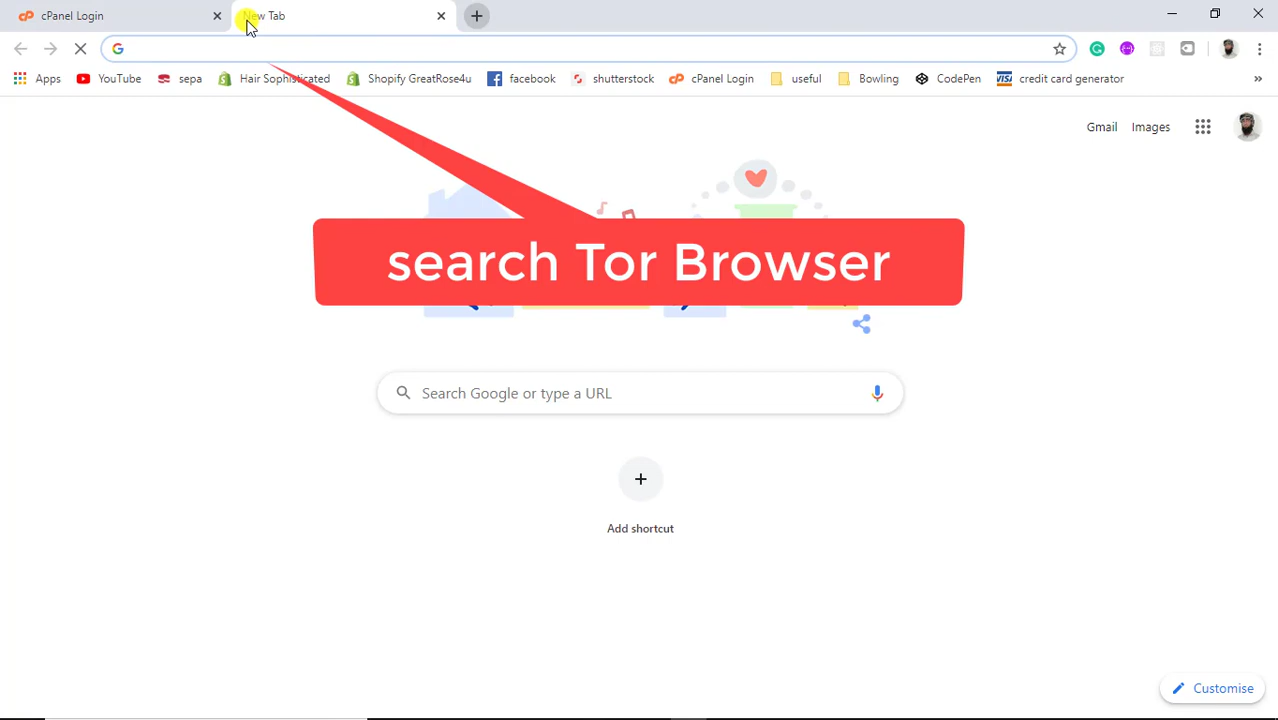 cPanel Login
New Tab
Apps YouTube sepa Hair Sophisticated Shopify GreatRose4u facebook shutterstock cPanel Login useful Bowling CodePen VISA credit card generator »
Gmail Images
search Tor Browser
Search Google or type a URL
Add shortcut
Customise